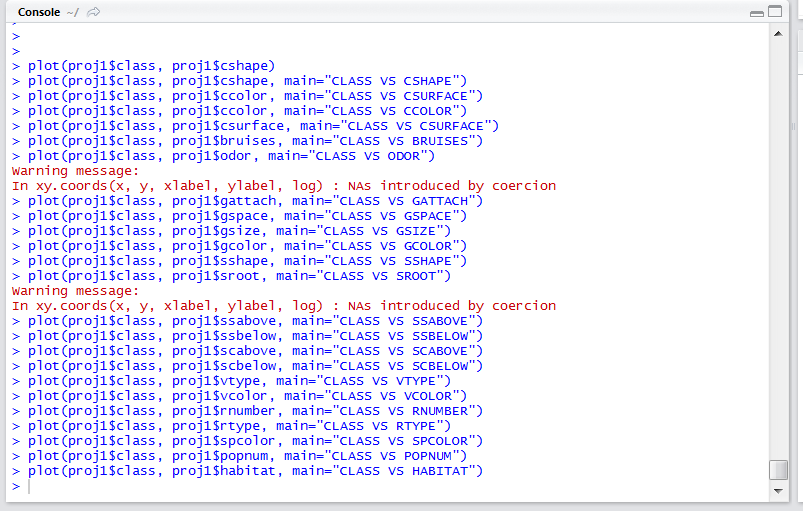 Console ~/
>
>
>
> plot(proj1$class, proj1$cshape)
> plot(proj1$class, proj1$cshape, main="CLASS VS CSHAPE")
> plot(proj1$class, proj1$ccolor, main="CLASS VS CSURFACE")
> plot(proj1$class, proj1$ccolor, main="CLASS VS CCOLOR")
> plot(proj1$class, proj1$csurface, main="CLASS VS CSURFACE")
> plot(proj1$class, proj1$bruises, main="CLASS VS BRUISES")
> plot(proj1$class, proj1$odor, main="CLASS VS ODOR")
Warning message:
In xy.coords(x, y, xlabel, ylabel, log) : NAs introduced by coercion
> plot(proj1$class, proj1$gattach, main="CLASS VS GATTACH")
> plot(proj1$class, proj1$gspace, main="CLASS VS GSPACE")
> plot(proj1$class, proj1$gsize, main="CLASS VS GSIZE")
> plot(proj1$class, proj1$gcolor, main="CLASS VS GCOLOR")
> plot(proj1$class, proj1$sshape, main="CLASS VS SSHAPE")
> plot(proj1$class, proj1$sroot, main="CLASS VS SROOT")
Warning message:
In xy.coords(x, y, xlabel, ylabel, log) : NAs introduced by coercion
> plot(proj1$class, proj1$ssabove, main="CLASS VS SSABOVE")
> plot(proj1$class, proj1$ssbelow, main="CLASS VS SSBELOW")
> plot(proj1$class, proj1$scabove, main="CLASS VS SCABOVE")
> plot(proj1$class, proj1$scbelow, main="CLASS VS SCBELOW")
> plot(proj1$class, proj1$vtype, main="CLASS VS VTYPE")
> plot(proj1$class, proj1$vcolor, main="CLASS VS VCOLOR")
> plot(proj1$class, proj1$rnumber, main="CLASS VS RNUMBER")
> plot(proj1$class, proj1$rtype, main="CLASS VS RTYPE")
> plot(proj1$class, proj1$spcolor, main="CLASS VS SPCOLOR")
> plot(proj1$class, proj1$popnum, main="CLASS VS POPNUM")
> plot(proj1$class, proj1$habitat, main="CLASS VS HABITAT")
>